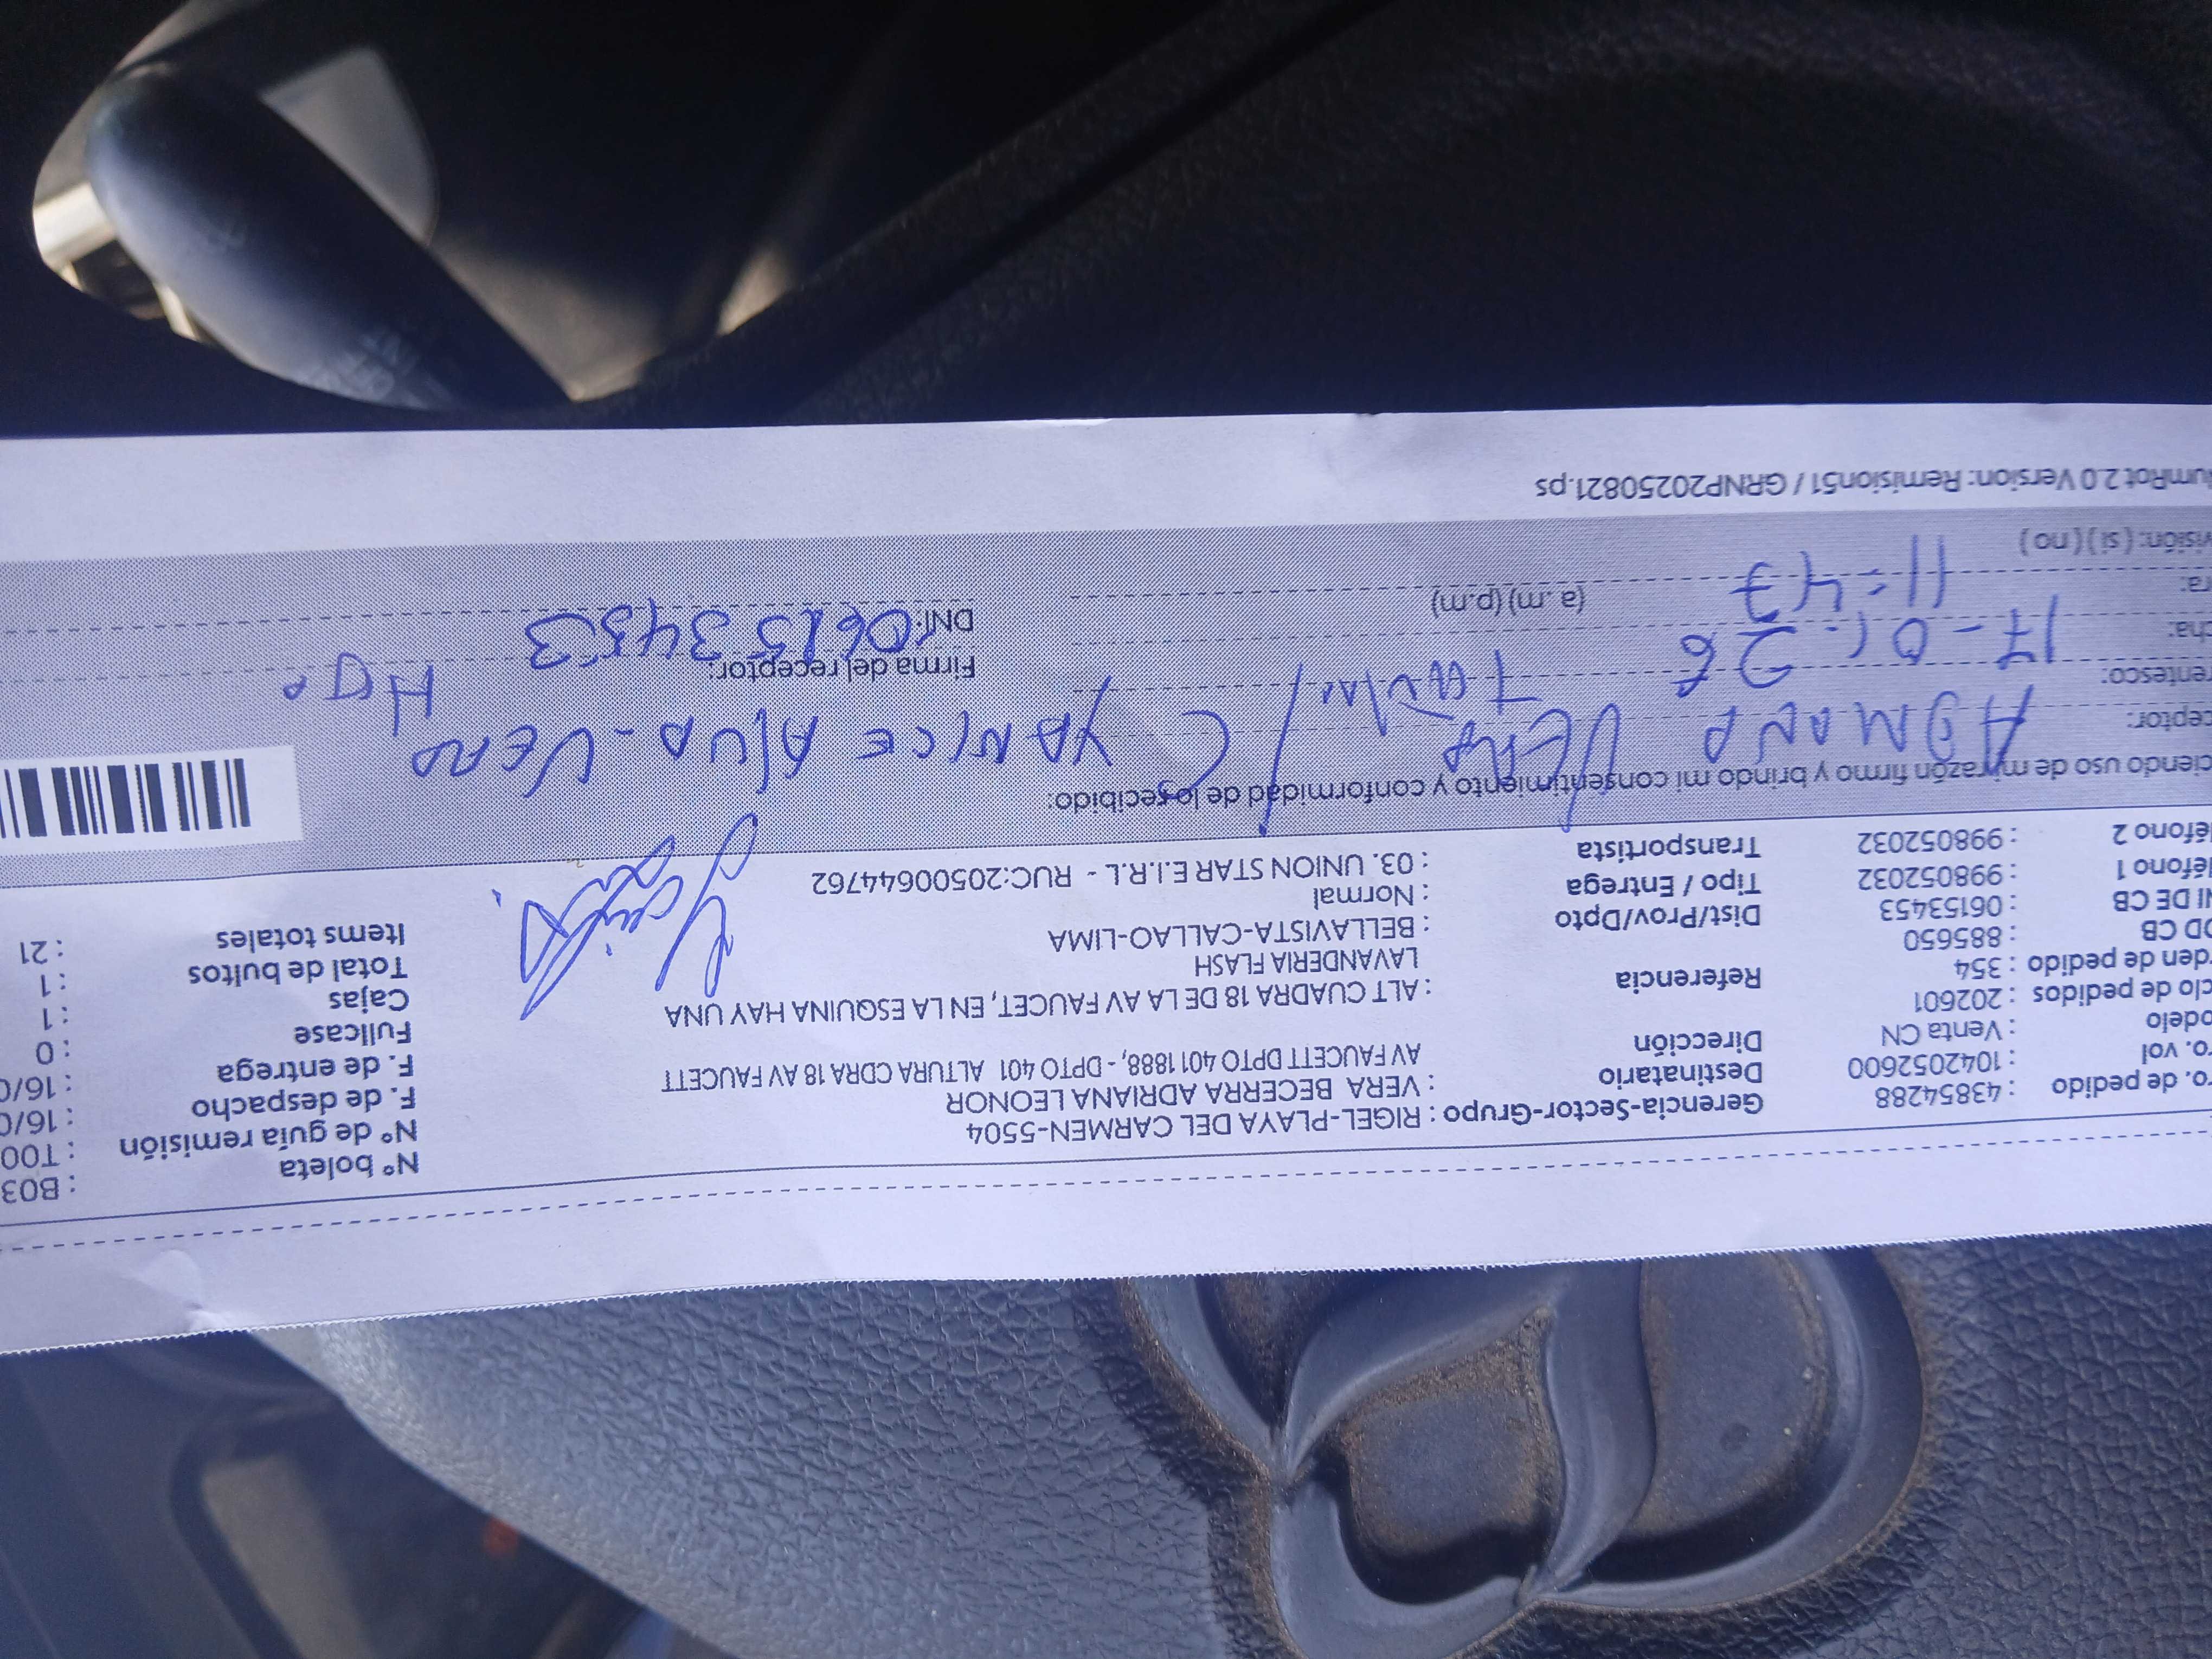 ro. de pedido : 43854288
ro. vol : 1042052600
odelo : Venta CN
clo de pedidos : 202601
rden de pedido : 354
OD CB : 885650
NI DE CB : 06153453
léfono 1 : 998052032
léfono 2 : 998052032
Gerencia-Sector-Grupo : RIGEL-PLAYA DEL CARMEN-5504
Destinatario : VERA BECERRA ADRIANA LEONOR
Dirección AV FAUCETT DPTO 401 1888, - DPTO 401 ALTURA CDRA 18 AV FAUCETT
Referencia : ALT CUADRA 18 DE LA AV FAUCET, EN LA ESQUINA HAY UNA
LAVANDERIA FLASH
Dist/Prov/Dpto : BELLAVISTA-CALLAO-LIMA
Tipo / Entrega : Normal
Transportista : 03. UNION STAR E.I.R.L - RUC:20500644762
N° boleta : B03
N° de guía remisión : T00
F. de despacho : 16/0
F. de entrega : 16/0
Fullcase : 0
Cajas : 1
Total de bultos : 1
Items totales : 21
ciendo uso de mi razón firmo y brindo mi consentimiento y conformidad de lo recibido:
ceptor:
VERA
YANICE ALVA - VERA
rentesco:
HJA
Firma del receptor:
cha: 17-01-26
DNI: 06153453
ra: 11:47 (a. m) (p.m)
visión: ( si ) ( no )
umRot 2.0 Version: Remision51 / GRNP20250821.ps